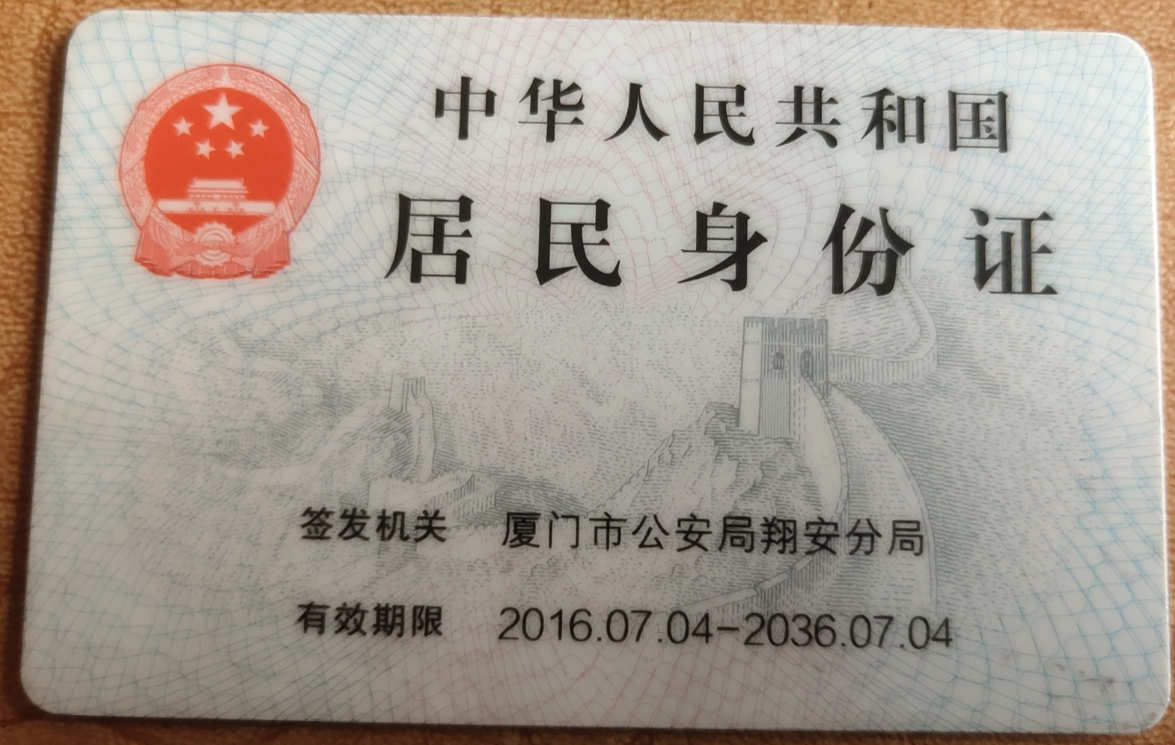 中华人民共和国
居民身份证
签发机关 厦门市公安局翔安分局
有效期限 2016.07.04-2036.07.04